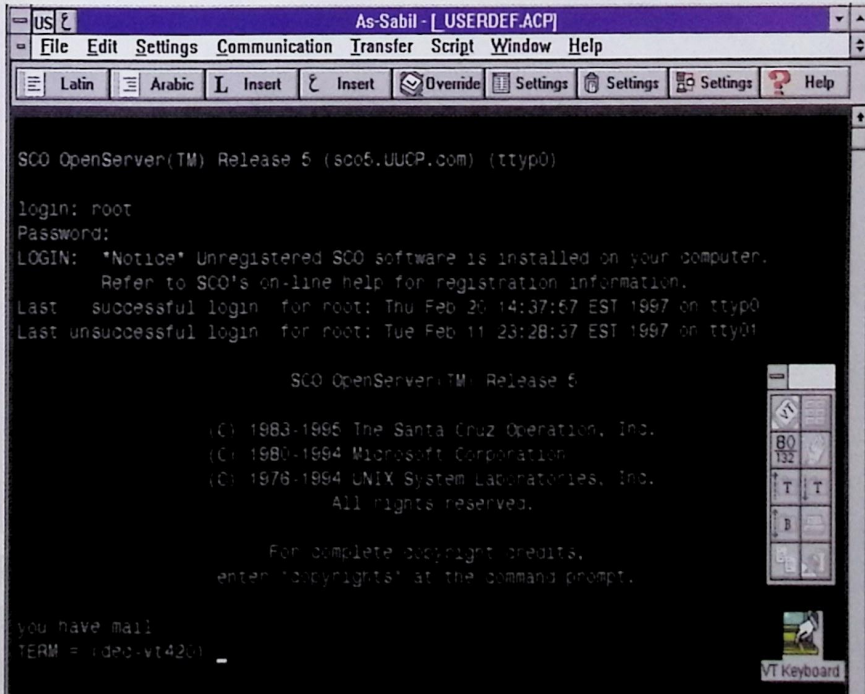 US ع As-Sabil - [_USERDEF.ACP]
File Edit Settings Communication Transfer Script Window Help
Latin Arabic L Insert ع Insert Override Settings Settings Settings ? Help
SCO OpenServer(TM) Release 5 (sco5.UUCP.com) (ttyp0)
login: root
Password:
LOGIN: *Notice* Unregistered SCO software is installed on your computer.
Refer to SCO's on-line help for registration information.
Last successful login for root: Thu Feb 20 14:37:57 EST 1997 on ttyp0
Last unsuccessful login for root: Tue Feb 11 23:28:37 EST 1997 on tty01
SCO OpenServer(TM) Release 5
(C) 1983-1995 The Santa Cruz Operation, Inc.
(C) 1980-1994 Microsoft Corporation
(C) 1976-1994 UNIX System Laboratories, Inc.
All rights reserved.
For complete copyright credits,
enter "copyrights" at the command prompt.
you have mail
TERM = (dec-vt420)
VT
80
132
T T
B
VT Keyboard